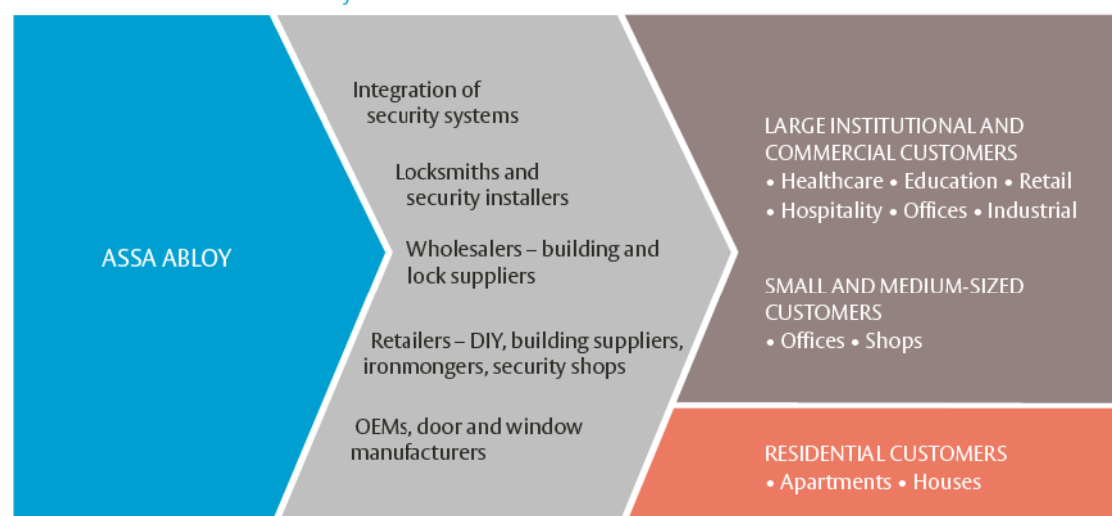 ASSA ABLOY
Integration of
security systems
Locksmiths and
security installers
Wholesalers – building and
lock suppliers
Retailers – DIY, building suppliers,
ironmongers, security shops
OEMs, door and window
manufacturers
LARGE INSTITUTIONAL AND
COMMERCIAL CUSTOMERS
• Healthcare • Education • Retail
• Hospitality • Offices • Industrial
SMALL AND MEDIUM-SIZED
CUSTOMERS
• Offices • Shops
RESIDENTIAL CUSTOMERS
• Apartments • Houses